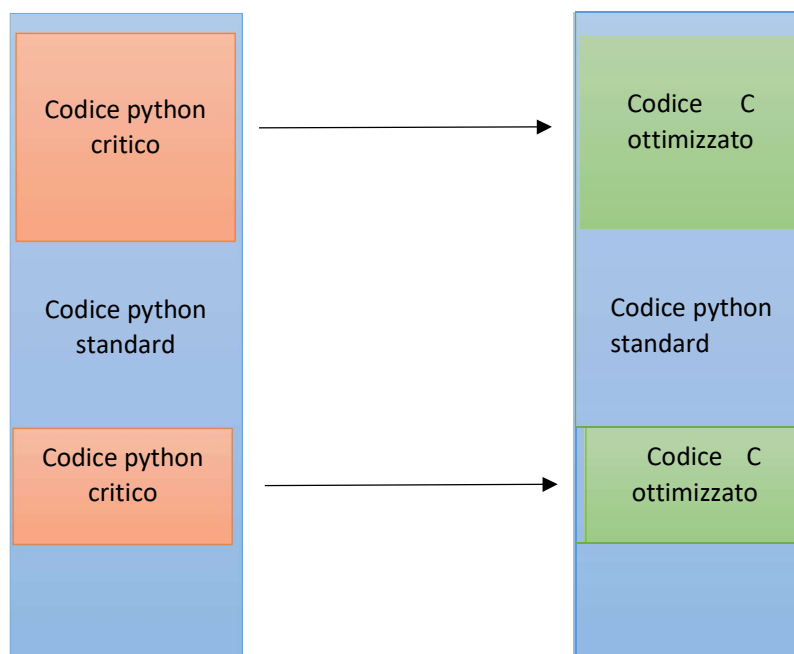 Codice python
critico
Codice C
ottimizzato
Codice python
standard
Codice python
standard
Codice python
critico
Codice C
ottimizzato